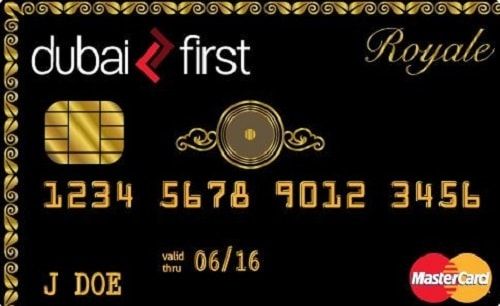 dubai first
Royale
1234 5678 9012 3456
valid thru 06/16
J DOE
MasterCard